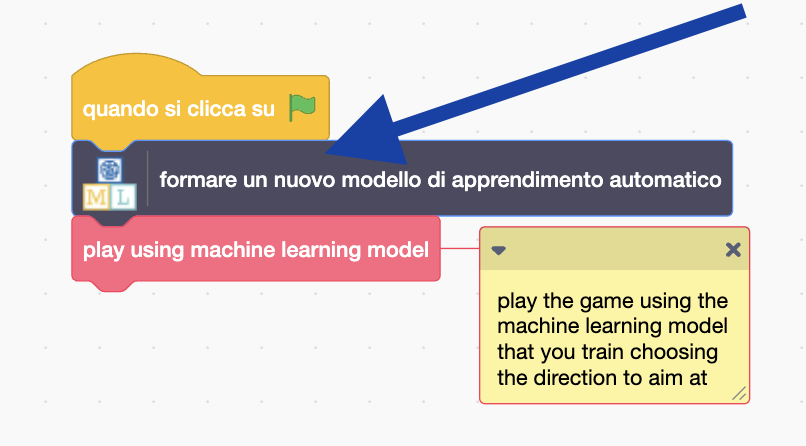 quando si clicca su
M L
formare un nuovo modello di apprendimento automatico
play using machine learning model
play the game using the
machine learning model
that you train choosing
the direction to aim at